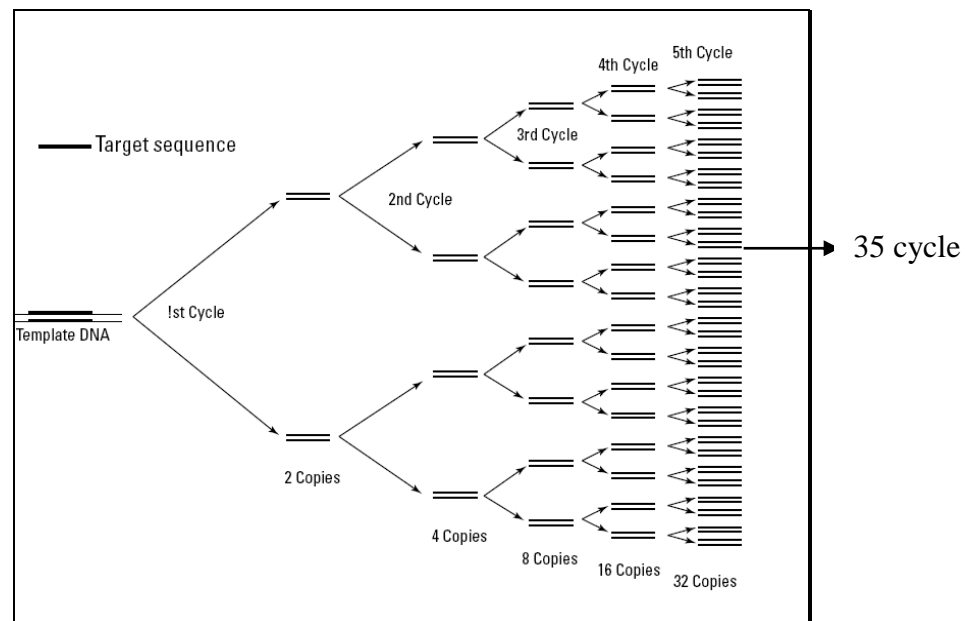 5th Cycle
4th Cycle
3rd Cycle
Target sequence
2nd Cycle
35 cycle
!st Cycle
Template DNA
2 Copies
4 Copies
8 Copies
16 Copies
32 Copies